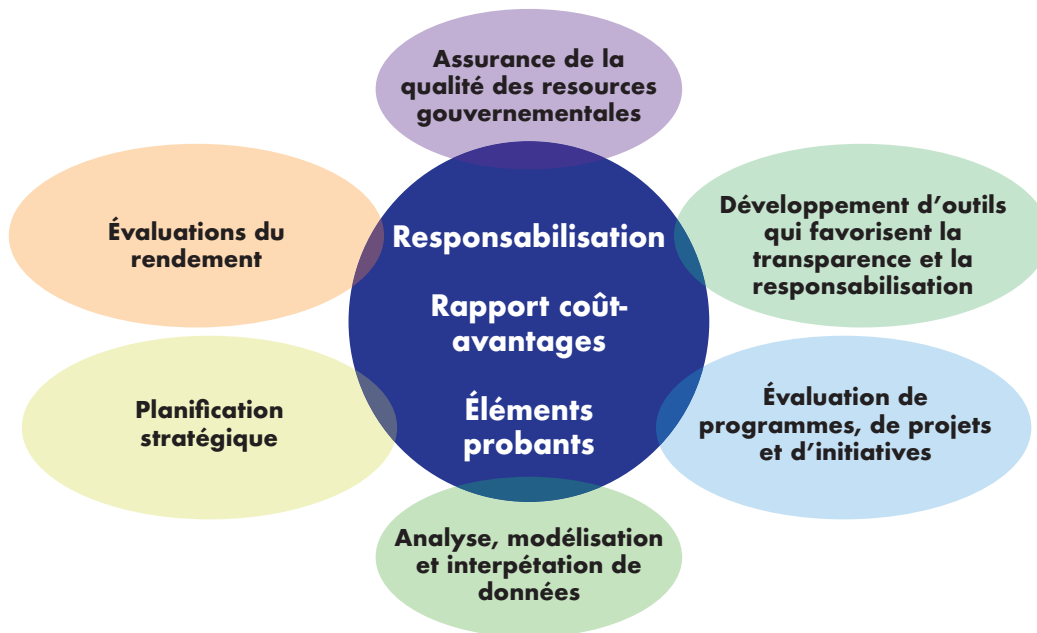 Assurance de la
qualité des resources
gouvernementales
Évaluations du
rendement
Responsabilisation
Rapport coût-
avantages
Éléments
probants
Développement d'outils
qui favorisent la
transparence et la
responsabilisation
Planification
stratégique
Évaluation de
programmes, de projets
et d'initiatives
Analyse, modélisation
et interpétation de
données